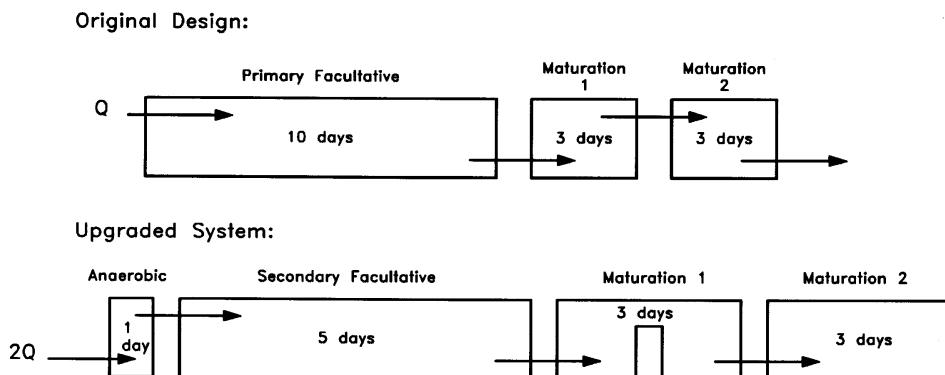 Original Design:
Primary Facultative
Maturation
1
Maturation
2
Q
10 days
3 days
3 days
Upgraded System:
Anaerobic
Secondary Facultative
Maturation 1
Maturation 2
2Q
1
day
5 days
3 days
3 days